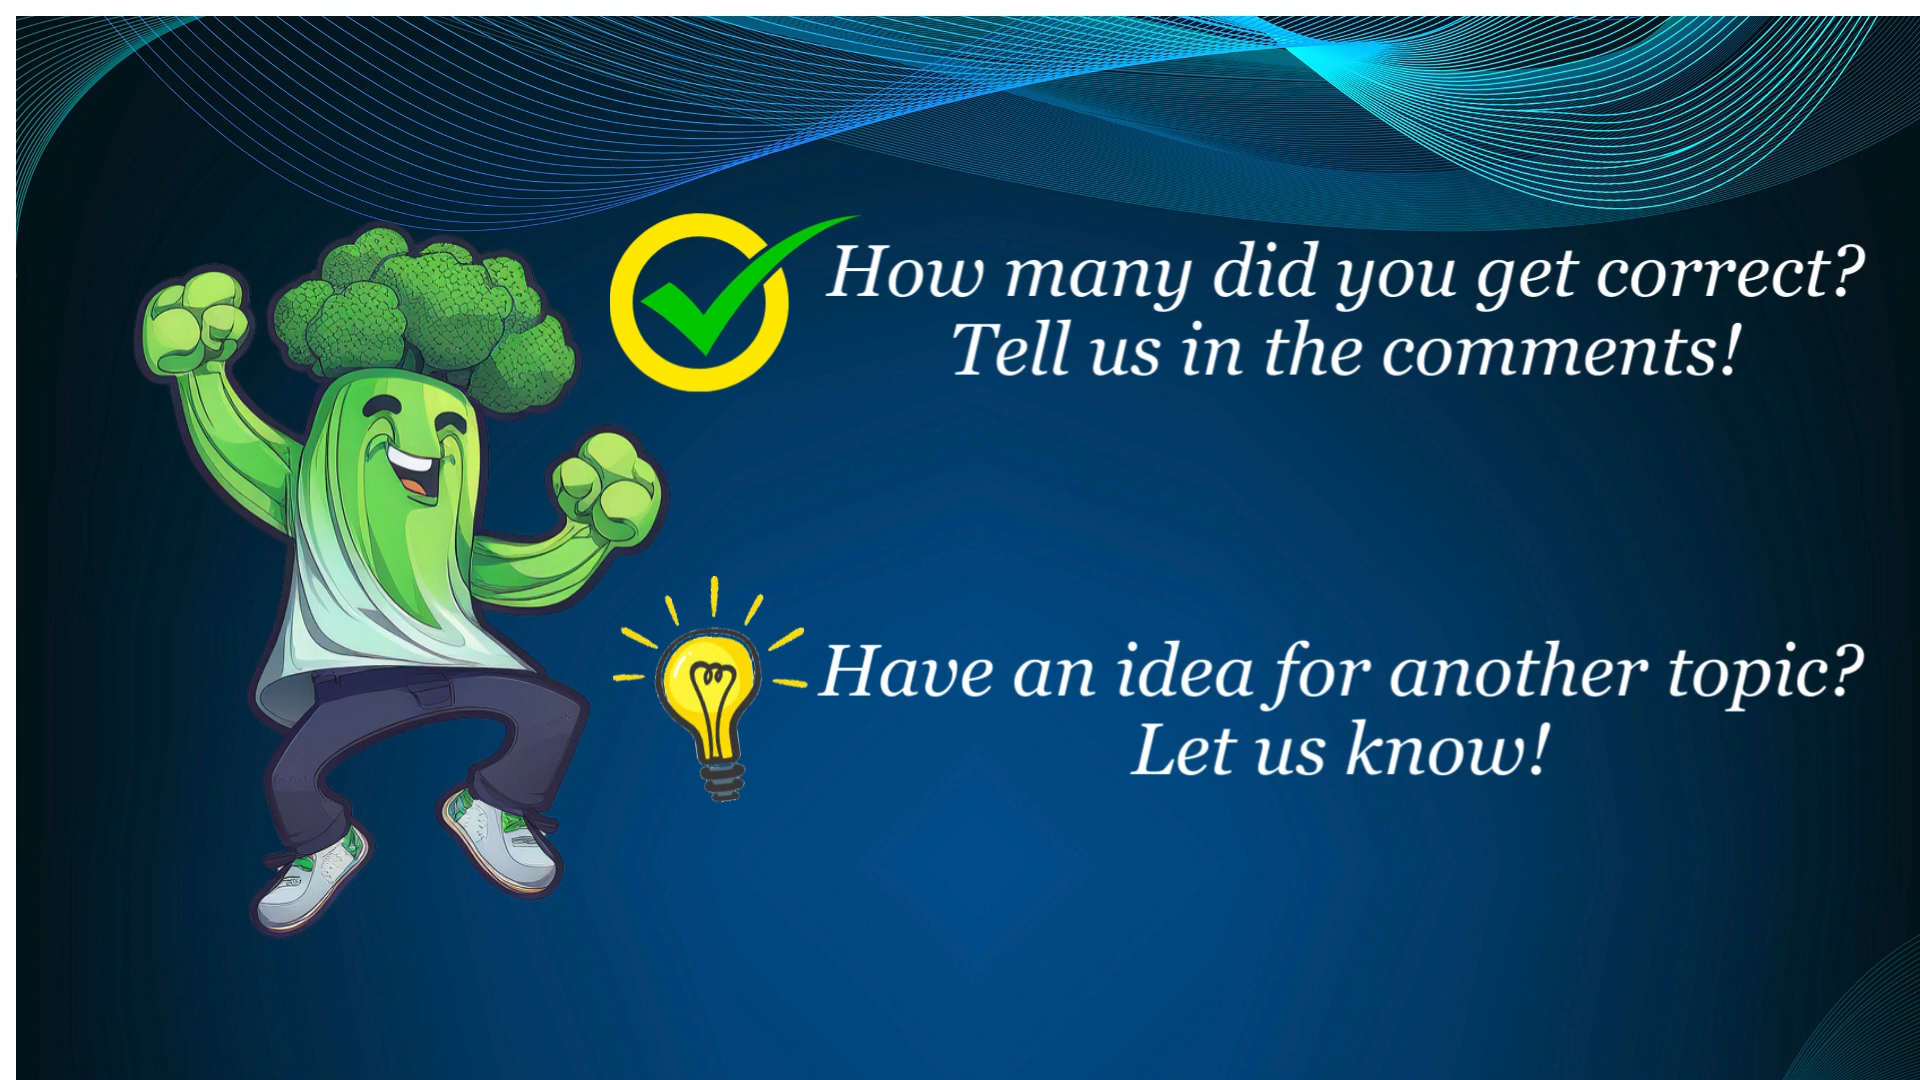 How many did you get correct?
Tell us in the comments!
Have an idea for another topic?
Let us know!